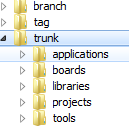 branch
tag
trunk
applications
boards
libraries
projects
tools